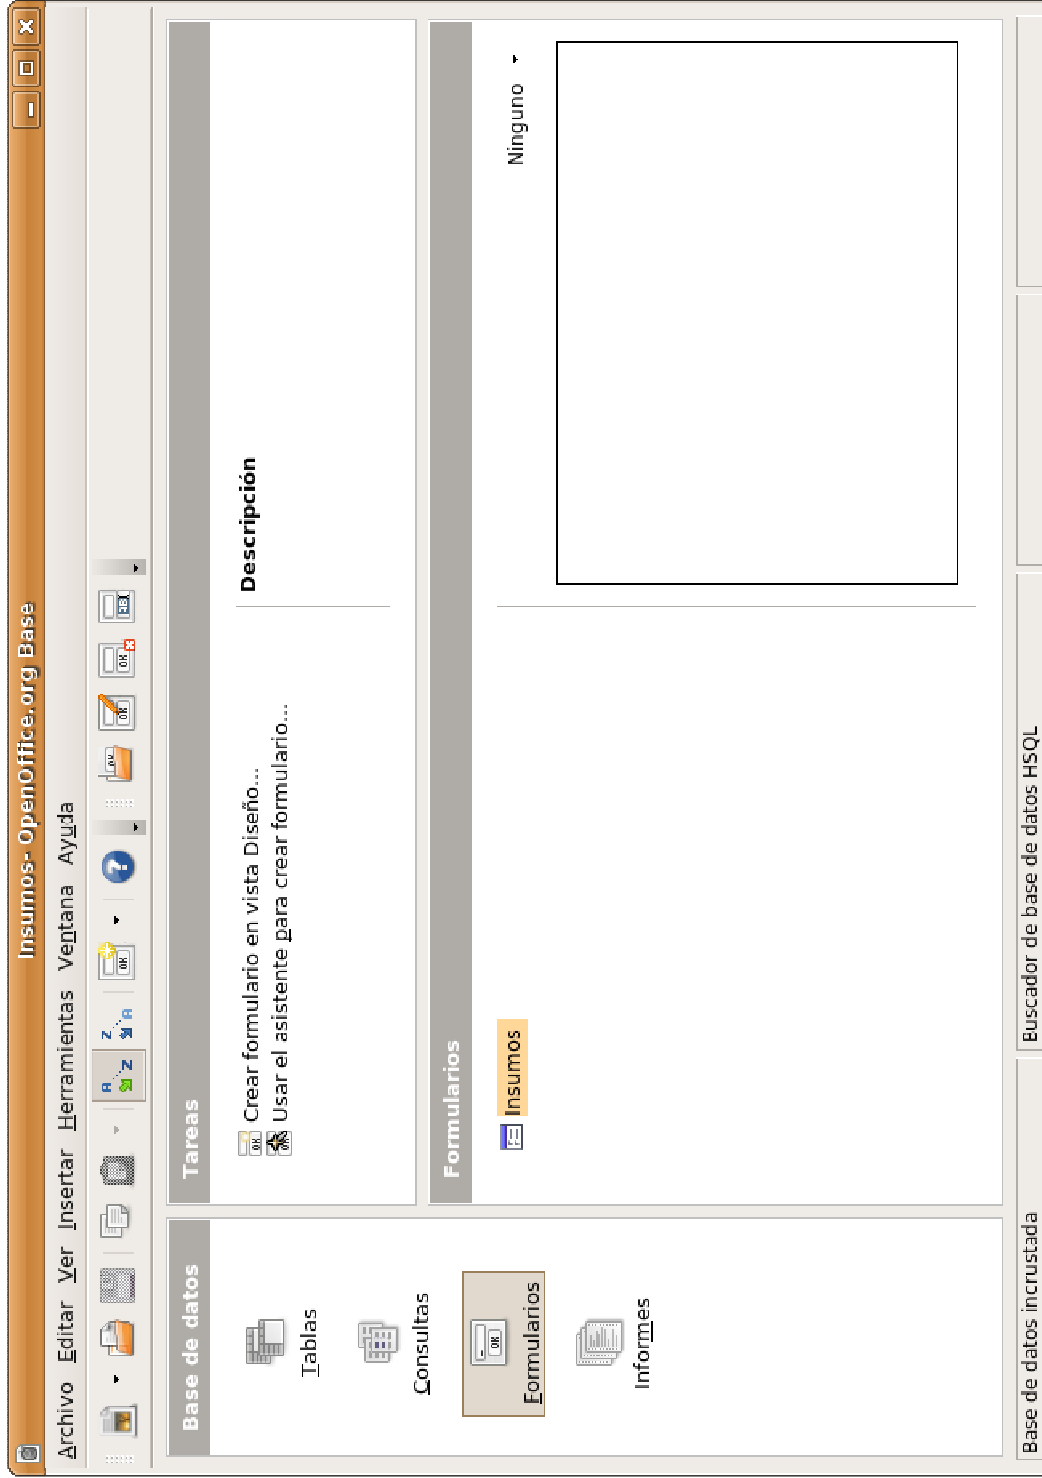 Insumos- OpenOffice.org Base
Archivo Editar Ver Insertar Herramientas Ventana Ayuda
Base de datos
Tablas
Consultas
Formularios
Informes
Tareas
Crear formulario en vista Diseño...
Usar el asistente para crear formulario...
Descripción
Formularios
Insumos
Ninguno
Base de datos incrustada
Buscador de base de datos HSQL